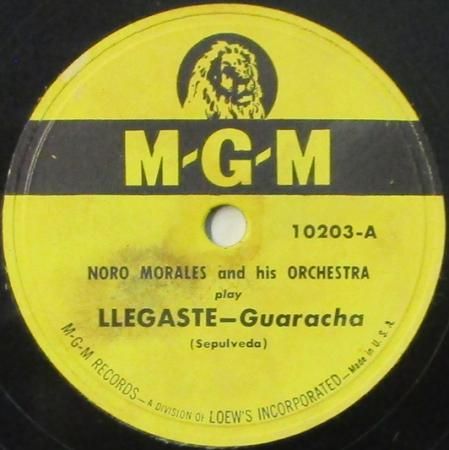 M-G-M
10203-A
NORO MORALES and his ORCHESTRA
play
LLEGASTE-Guaracha
(Sepulveda)
M-G-M RECORDS-A DIVISION OF LOEW'S INCORPORATED-Made in U. S. A.